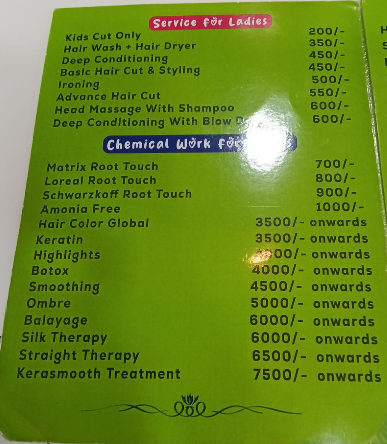 Service for Ladies
Kids Cut Only 200/-
Hair Wash + Hair Dryer 350/-
Deep Conditioning 450/-
Basic Hair Cut & Styling 450/-
Ironing 500/-
Advance Hair Cut 550/-
Head Massage With Shampoo 600/-
Deep Conditioning With Blow 600/-
Chemical Work For
Matrix Root Touch 700/-
Loreal Root Touch 800/-
Schwarzkoff Root Touch 900/-
Amonia Free 1000/-
Hair Color Global 3500/- onwards
Keratin 3500/- onwards
Highlights onwards
Botox 4000/- onwards
Smoothing 4500/- onwards
Ombre 5000/- onwards
Balayage 6000/- onwards
Silk Therapy 6000/- onwards
Straight Therapy 6500/- onwards
Kerasmooth Treatment 7500/- onwards